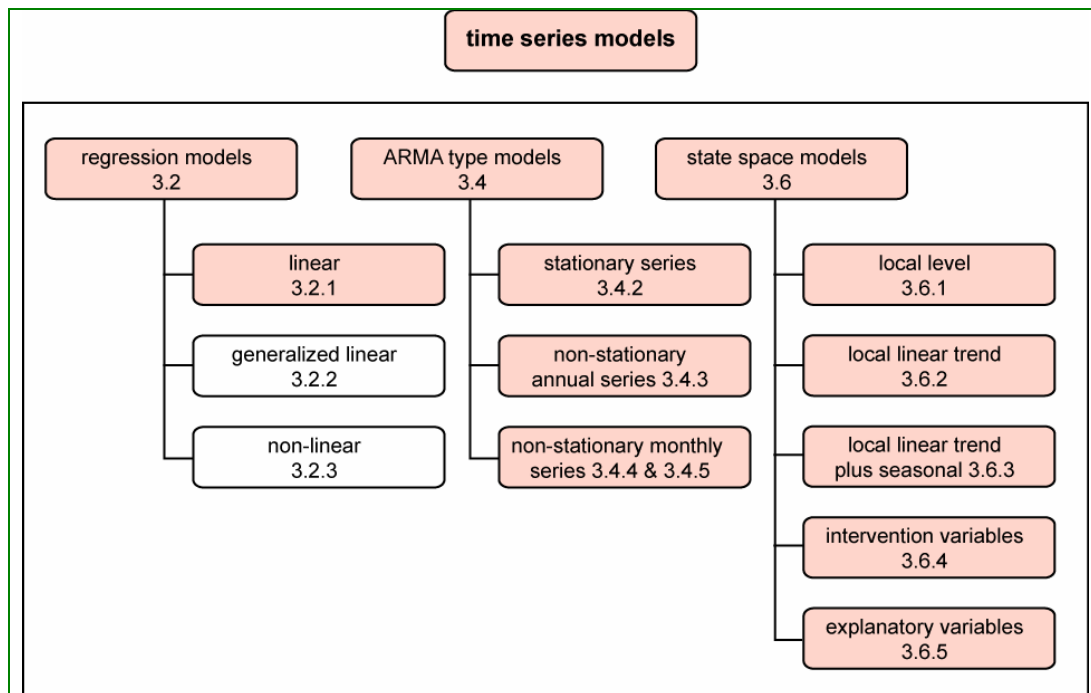 time series models
regression models
3.2
linear
3.2.1
generalized linear
3.2.2
non-linear
3.2.3
ARMA type models
3.4
stationary series
3.4.2
non-stationary
annual series 3.4.3
non-stationary monthly
series 3.4.4 & 3.4.5
state space models
3.6
local level
3.6.1
local linear trend
3.6.2
local linear trend
plus seasonal 3.6.3
intervention variables
3.6.4
explanatory variables
3.6.5